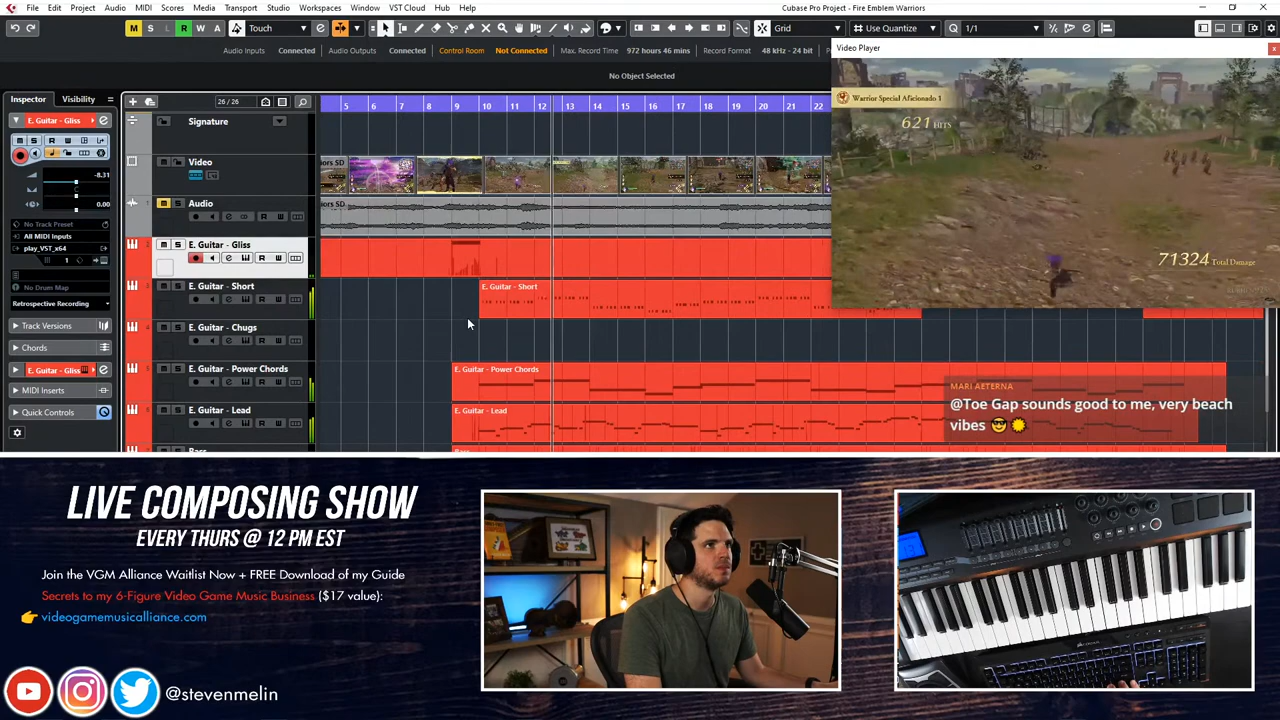 File Edit Project Audio MIDI Scores Media Transport Studio Workspaces Window VST Cloud Hub Help
Cubase Pro Project - Fire Emblem Warriors
M S L R W A Touch Grid Use Quantize Q 1/1
Audio Inputs Connected Audio Outputs Connected Control Room Not Connected Max. Record Time 972 hours 46 mins Record Format 48 kHz - 24 bit
Video Player
No Object Selected
Inspector Visibility
26 / 26
5 6 7 8 9 10 11 12 13 14 15 16 17 18 19 20 21 22
E. Guitar - Gliss
Signature
Warrior Special Aficionado 1
621 HITS
Video
-8.31
0.00
Audio
No Track Preset
All MIDI Inputs
play_VST_x64
1
E. Guitar - Gliss
No Drum Map
71324 Total Damage
Retrospective Recording
E. Guitar - Short
E. Guitar - Short
Track Versions
E. Guitar - Chugs
Chords
E. Guitar - Gliss
E. Guitar - Power Chords
E. Guitar - Power Chords
MIDI Inserts
MARI AETERNA
@Toe Gap sounds good to me, very beach
vibes 😎 🌞
Quick Controls
E. Guitar - Lead
E. Guitar - Lead
LIVE COMPOSING SHOW
EVERY THURS @ 12 PM EST
Join the VGM Alliance Waitlist Now + FREE Download of my Guide
Secrets to my 6-Figure Video Game Music Business ($17 value):
👉 videogamemusicalliance.com
@stevenmelin